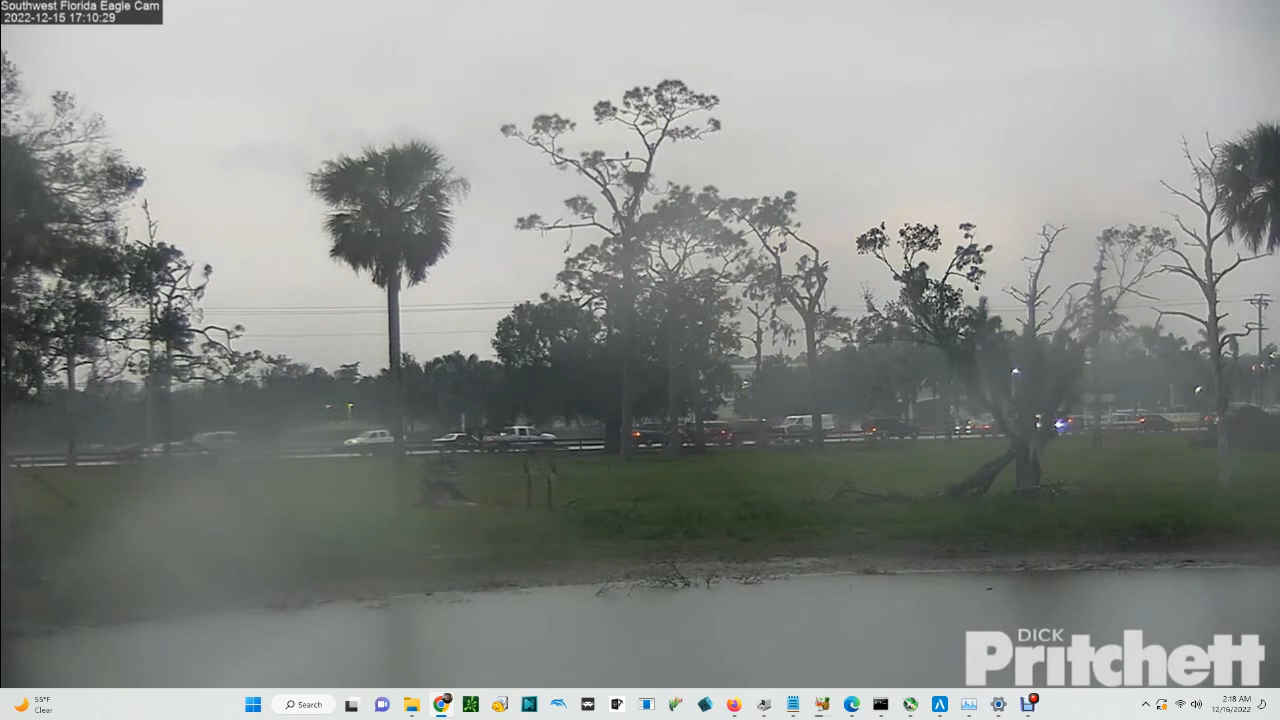 Southwest Florida Eagle Cam
2022-12-15 17:10:29
DICK
Pritchett
55°F
Clear
Search
2:18 AM
12/16/2022